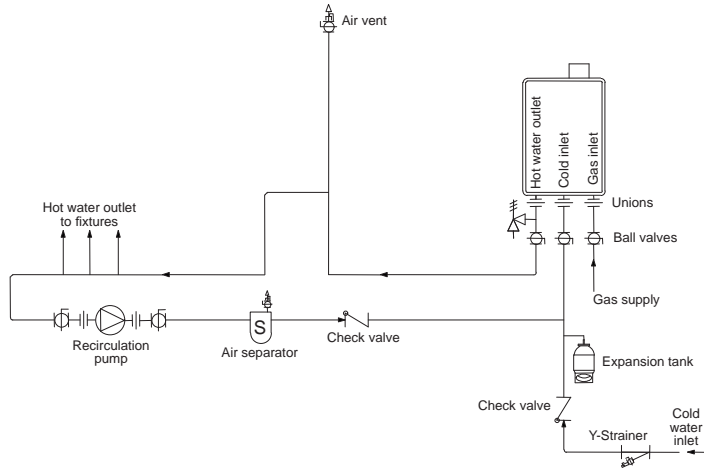 Air vent
Hot water outlet
Cold inlet
Gas inlet
Unions
Hot water outlet
to fixtures
Ball valves
Gas supply
Recirculation
pump
S
Air separator
Check valve
Expansion tank
Check valve
Y-Strainer
Cold
water
inlet